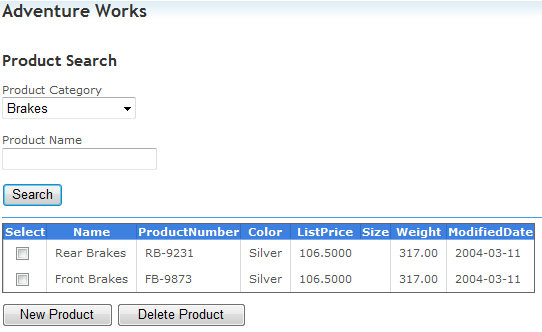 Adventure Works
Product Search
Product Category
Brakes
Product Name
Search
Select Name ProductNumber Color ListPrice Size Weight ModifiedDate
Rear Brakes RB-9231 Silver 106.5000 317.00 2004-03-11
Front Brakes FB-9873 Silver 106.5000 317.00 2004-03-11
New Product Delete Product